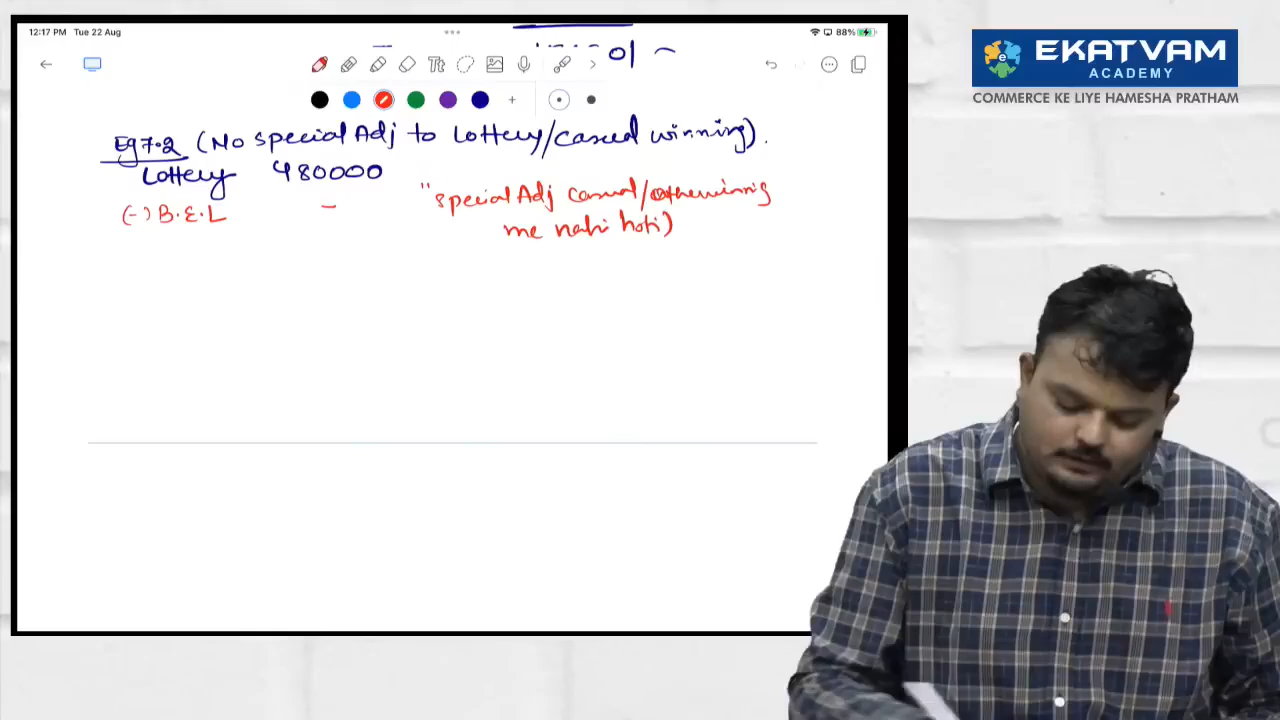 12:17 PM Tue 22 Aug
88%
EKATVAM
ACADEMY
COMMERCE KE LIYE HAMESHA PRATHAM
Eg 7.2 (No special Adj to Lottery/casual winning).
Lottery 480000
"special Adj casual/otherwinnig
(-) B.E.L -
me nahi hoti)